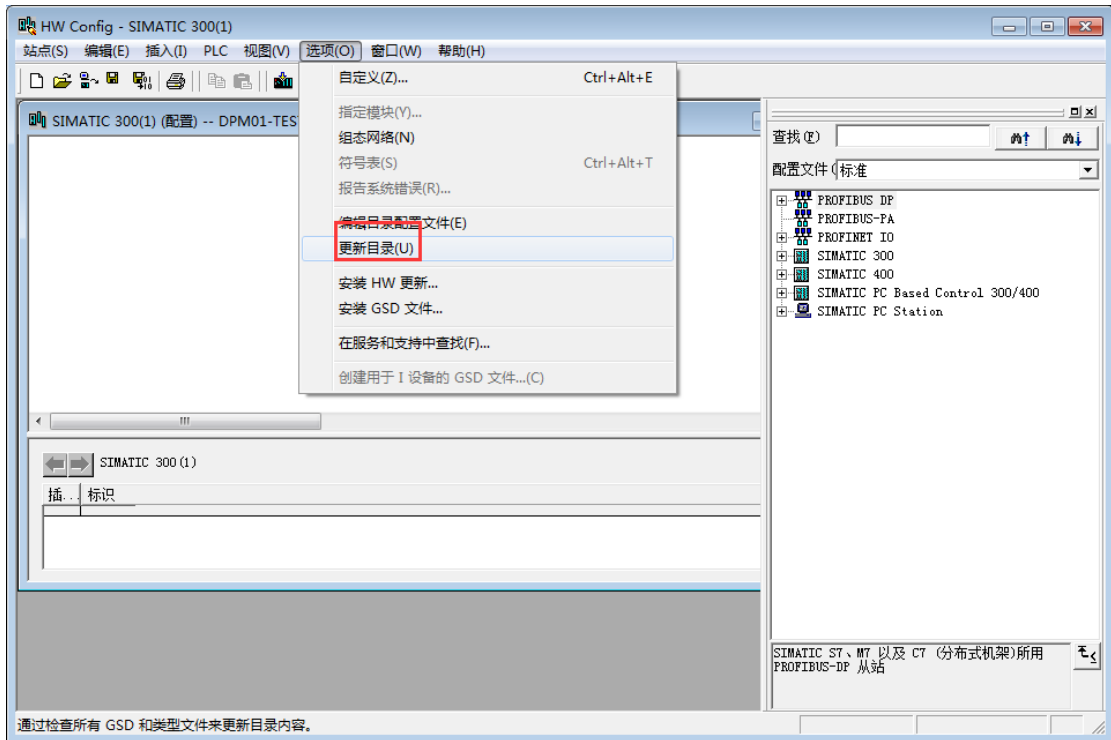 HW Config - SIMATIC 300(1)
站点(S) 编辑(E) 插入(I) PLC 视图(V) 选项(O) 窗口(W) 帮助(H)
自定义(Z)... Ctrl+Alt+E
指定模块(Y)...
组态网络(N)
符号表(S) Ctrl+Alt+T
报告系统错误(R)...
编辑目录配置文件(E)
更新目录(U)
安装 HW 更新...
安装 GSD 文件...
在服务和支持中查找(F)...
创建用于 I 设备的 GSD 文件...(C)
SIMATIC 300(1) (配置) -- DPM01-TES
SIMATIC 300(1)
插... 标识
查找(F)
配置文件( 标准
PROFIBUS DP
PROFIBUS-PA
PROFINET IO
SIMATIC 300
SIMATIC 400
SIMATIC PC Based Control 300/400
SIMATIC PC Station
SIMATIC S7、M7 以及 C7 (分布式机架)所用
PROFIBUS-DP 从站
通过检查所有 GSD 和类型文件来更新目录内容。